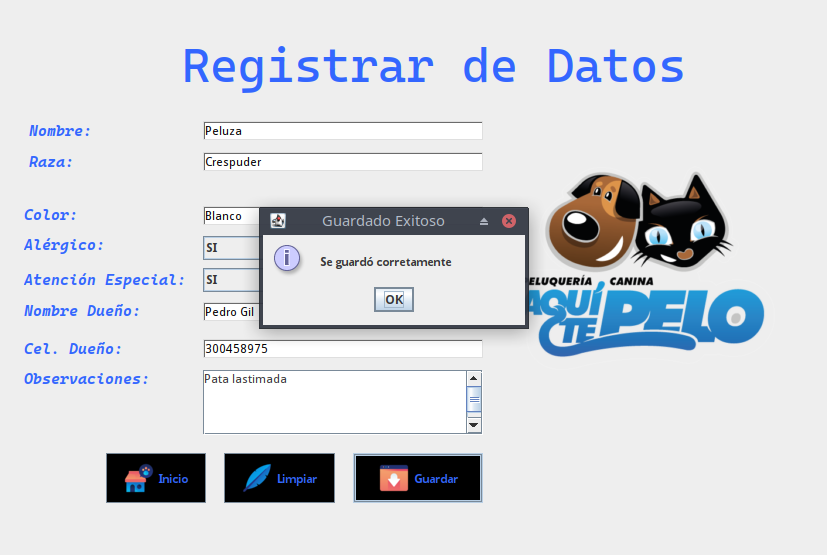 Registrar de Datos
Nombre: Peluza
Raza: Crespuder
Color: Blanco
Alérgico: SI
Atención Especial: SI
Nombre Dueño: Pedro Gil
Cel. Dueño: 300458975
Observaciones: Pata lastimada
Guardado Exitoso
Se guardó corretamente
OK
ELUQUERÍA CANINA
AQUÍ
TE PELO
Inicio Limpiar Guardar